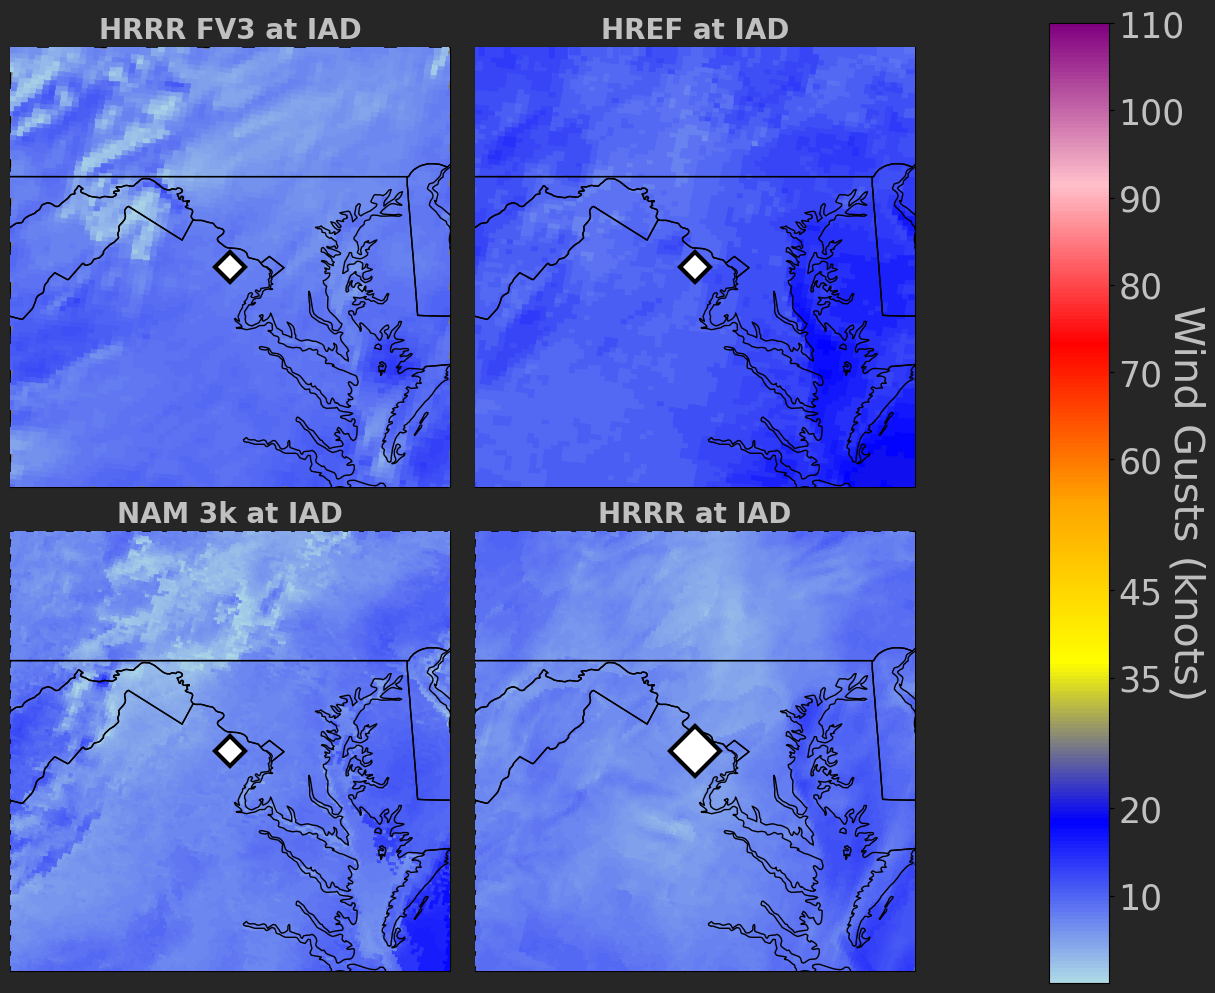 HRRR FV3 at IAD
HREF at IAD
NAM 3k at IAD
HRRR at IAD
110
100
90
80
70
60
45
35
20
10
Wind Gusts (knots)